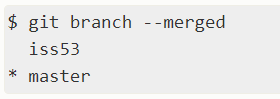 $ git branch --merged
  iss53
* master